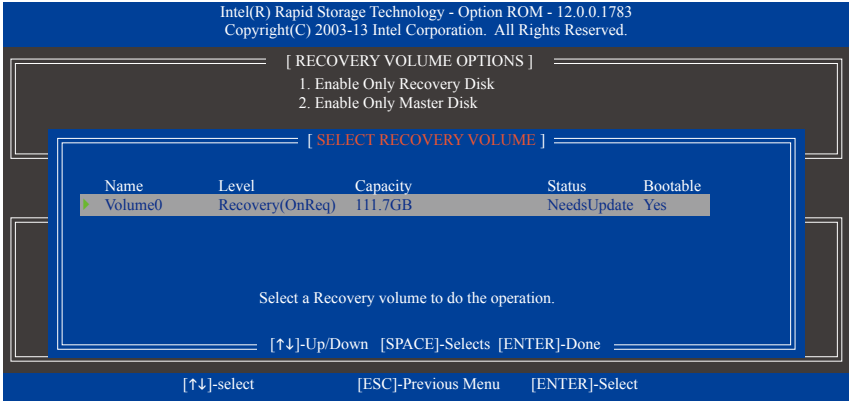 Intel(R) Rapid Storage Technology - Option ROM - 12.0.0.1783
Copyright(C) 2003-13 Intel Corporation. All Rights Reserved.
[ RECOVERY VOLUME OPTIONS ]
1. Enable Only Recovery Disk
2. Enable Only Master Disk
[ SELECT RECOVERY VOLUME ]
Name Level Capacity Status Bootable
Volume0 Recovery(OnReq) 111.7GB NeedsUpdate Yes
Select a Recovery volume to do the operation.
[↑↓]-Up/Down [SPACE]-Selects [ENTER]-Done
[↑↓]-select [ESC]-Previous Menu [ENTER]-Select